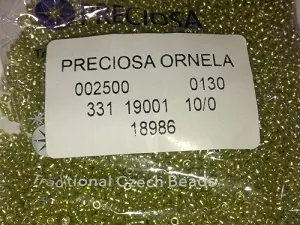 PRECIOSA
PRECIOSA ORNELA
002500 0130
331 19001 10/0
18986
Traditional Czech Beads